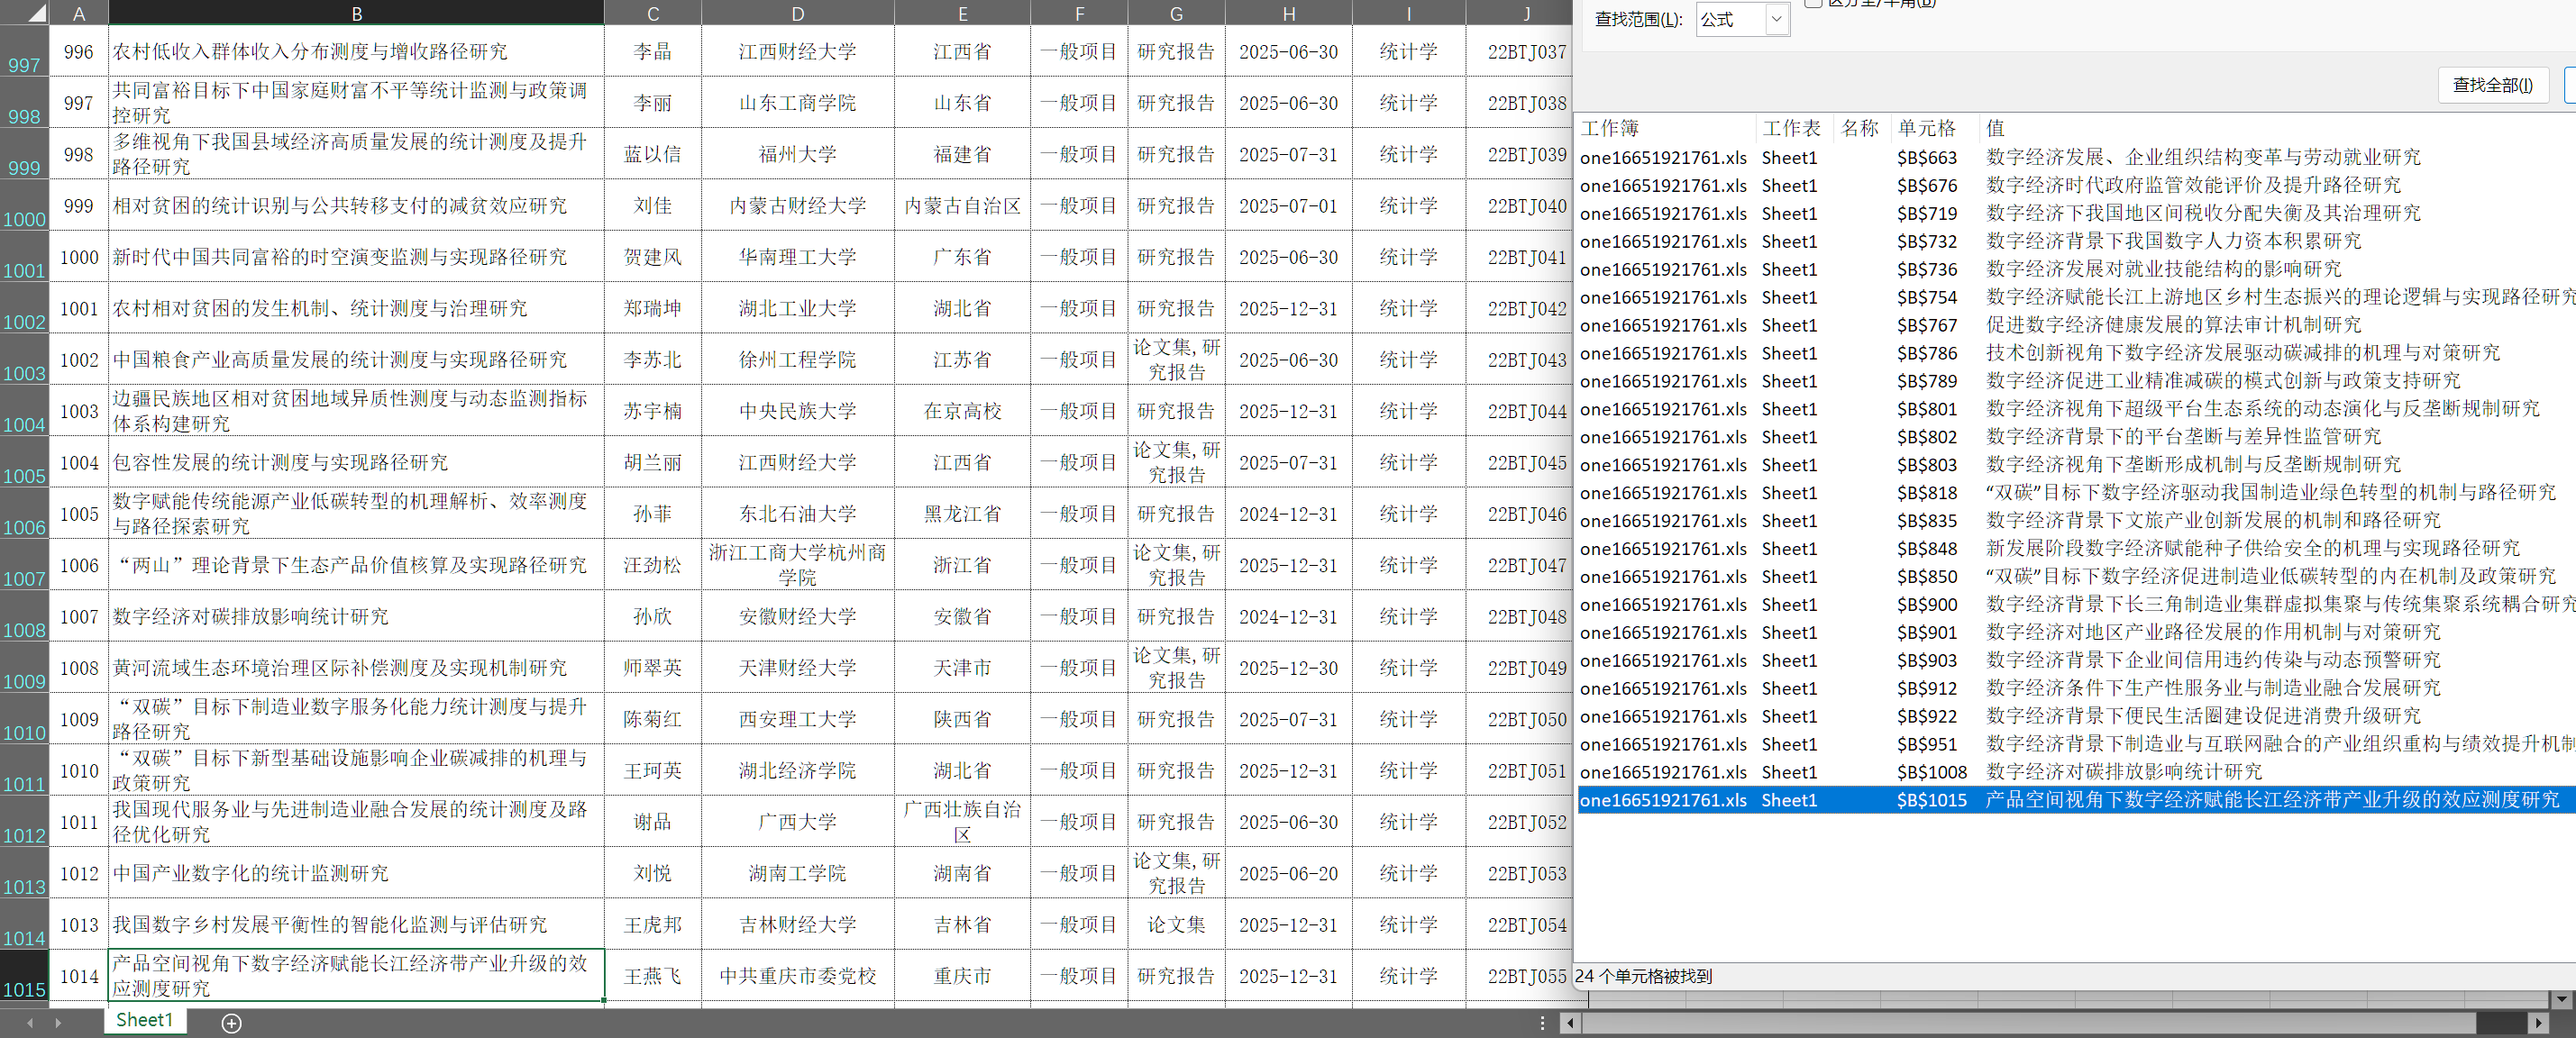 A B C D E F G H I J
997 996 农村低收入群体收入分布测度与增收路径研究 李晶 江西财经大学 江西省 一般项目 研究报告 2025-06-30 统计学 22BTJ037
998 997 共同富裕目标下中国家庭财富不平等统计监测与政策调控研究 李丽 山东工商学院 山东省 一般项目 研究报告 2025-06-30 统计学 22BTJ038
999 998 多维视角下我国县域经济高质量发展的统计测度及提升路径研究 蓝以信 福州大学 福建省 一般项目 研究报告 2025-07-31 统计学 22BTJ039
1000 999 相对贫困的统计识别与公共转移支付的减贫效应研究 刘佳 内蒙古财经大学 内蒙古自治区 一般项目 研究报告 2025-07-01 统计学 22BTJ040
1001 1000 新时代中国共同富裕的时空演变监测与实现路径研究 贺建风 华南理工大学 广东省 一般项目 研究报告 2025-06-30 统计学 22BTJ041
1002 1001 农村相对贫困的发生机制、统计测度与治理研究 郑瑞坤 湖北工业大学 湖北省 一般项目 研究报告 2025-12-31 统计学 22BTJ042
1003 1002 中国粮食产业高质量发展的统计测度与实现路径研究 李苏北 徐州工程学院 江苏省 一般项目 论文集,研究报告 2025-06-30 统计学 22BTJ043
1004 1003 边疆民族地区相对贫困地域异质性测度与动态监测指标体系构建研究 苏宇楠 中央民族大学 在京高校 一般项目 研究报告 2025-12-31 统计学 22BTJ044
1005 1004 包容性发展的统计测度与实现路径研究 胡兰丽 江西财经大学 江西省 一般项目 论文集,研究报告 2025-07-31 统计学 22BTJ045
1006 1005 数字赋能传统能源产业低碳转型的机理解析、效率测度与路径探索研究 孙菲 东北石油大学 黑龙江省 一般项目 研究报告 2024-12-31 统计学 22BTJ046
1007 1006 “两山”理论背景下生态产品价值核算及实现路径研究 汪劲松 浙江工商大学杭州商学院 浙江省 一般项目 论文集,研究报告 2025-12-31 统计学 22BTJ047
1008 1007 数字经济对碳排放影响统计研究 孙欣 安徽财经大学 安徽省 一般项目 研究报告 2024-12-31 统计学 22BTJ048
1009 1008 黄河流域生态环境治理区际补偿测度及实现机制研究 师翠英 天津财经大学 天津市 一般项目 论文集,研究报告 2025-12-30 统计学 22BTJ049
1010 1009 “双碳”目标下制造业数字服务化能力统计测度与提升路径研究 陈菊红 西安理工大学 陕西省 一般项目 研究报告 2025-07-31 统计学 22BTJ050
1011 1010 “双碳”目标下新型基础设施影响企业碳减排的机理与政策研究 王珂英 湖北经济学院 湖北省 一般项目 研究报告 2025-12-31 统计学 22BTJ051
1012 1011 我国现代服务业与先进制造业融合发展的统计测度及路径优化研究 谢品 广西大学 广西壮族自治区 一般项目 研究报告 2025-06-30 统计学 22BTJ052
1013 1012 中国产业数字化的统计监测研究 刘悦 湖南工学院 湖南省 一般项目 论文集,研究报告 2025-06-20 统计学 22BTJ053
1014 1013 我国数字乡村发展平衡性的智能化监测与评估研究 王虎邦 吉林财经大学 吉林省 一般项目 论文集 2025-12-31 统计学 22BTJ054
1015 1014 产品空间视角下数字经济赋能长江经济带产业升级的效应测度研究 王燕飞 中共重庆市委党校 重庆市 一般项目 研究报告 2025-12-31 统计学 22BTJ055
Sheet1
区分全/半角(B)
查找范围(L): 公式
查找全部(I)
工作簿 工作表 名称 单元格 值
one16651921761.xls Sheet1 $B$663 数字经济发展、企业组织结构变革与劳动就业研究
one16651921761.xls Sheet1 $B$676 数字经济时代政府监管效能评价及提升路径研究
one16651921761.xls Sheet1 $B$719 数字经济下我国地区间税收分配失衡及其治理研究
one16651921761.xls Sheet1 $B$732 数字经济背景下我国数字人力资本积累研究
one16651921761.xls Sheet1 $B$736 数字经济发展对就业技能结构的影响研究
one16651921761.xls Sheet1 $B$754 数字经济赋能长江上游地区乡村生态振兴的理论逻辑与实现路径研究
one16651921761.xls Sheet1 $B$767 促进数字经济健康发展的算法审计机制研究
one16651921761.xls Sheet1 $B$786 技术创新视角下数字经济发展驱动碳减排的机理与对策研究
one16651921761.xls Sheet1 $B$789 数字经济促进工业精准减碳的模式创新与政策支持研究
one16651921761.xls Sheet1 $B$801 数字经济视角下超级平台生态系统的动态演化与反垄断规制研究
one16651921761.xls Sheet1 $B$802 数字经济背景下的平台垄断与差异性监管研究
one16651921761.xls Sheet1 $B$803 数字经济视角下垄断形成机制与反垄断规制研究
one16651921761.xls Sheet1 $B$818 “双碳”目标下数字经济驱动我国制造业绿色转型的机制与路径研究
one16651921761.xls Sheet1 $B$835 数字经济背景下文旅产业创新发展的机制和路径研究
one16651921761.xls Sheet1 $B$848 新发展阶段数字经济赋能种子供给安全的机理与实现路径研究
one16651921761.xls Sheet1 $B$850 “双碳”目标下数字经济促进制造业低碳转型的内在机制及政策研究
one16651921761.xls Sheet1 $B$900 数字经济背景下长三角制造业集群虚拟集聚与传统集聚系统耦合研究
one16651921761.xls Sheet1 $B$901 数字经济对地区产业路径发展的作用机制与对策研究
one16651921761.xls Sheet1 $B$903 数字经济背景下企业间信用违约传染与动态预警研究
one16651921761.xls Sheet1 $B$912 数字经济条件下生产性服务业与制造业融合发展研究
one16651921761.xls Sheet1 $B$922 数字经济背景下便民生活圈建设促进消费升级研究
one16651921761.xls Sheet1 $B$951 数字经济背景下制造业与互联网融合的产业组织重构与绩效提升机制
one16651921761.xls Sheet1 $B$1008 数字经济对碳排放影响统计研究
one16651921761.xls Sheet1 $B$1015 产品空间视角下数字经济赋能长江经济带产业升级的效应测度研究
24 个单元格被找到